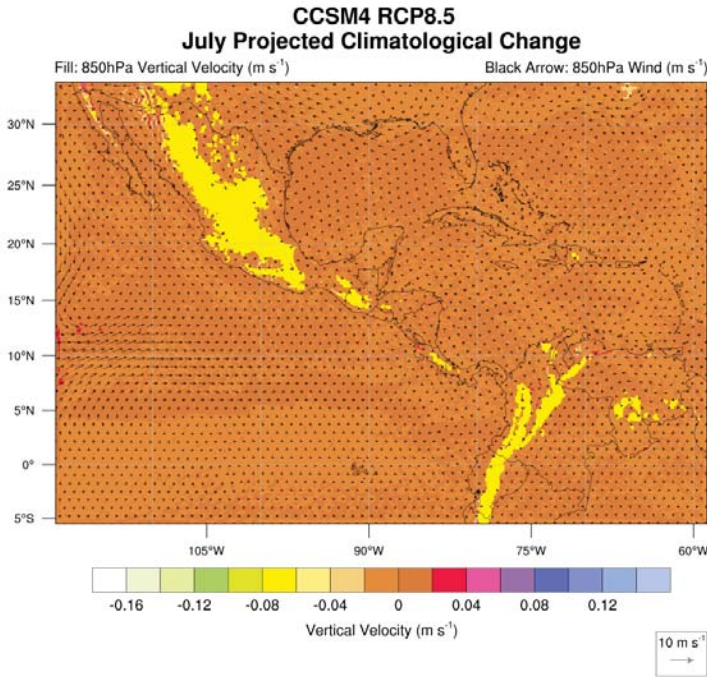 CCSM4 RCP8.5
July Projected Climatological Change
Fill: 850hPa Vertical Velocity (m s⁻¹) Black Arrow: 850hPa Wind (m s⁻¹)
30°N
25°N
20°N
15°N
10°N
5°N
0°
5°S
105°W 90°W 75°W 60°W
-0.16 -0.12 -0.08 -0.04 0 0.04 0.08 0.12
Vertical Velocity (m s⁻¹)
10 m s⁻¹